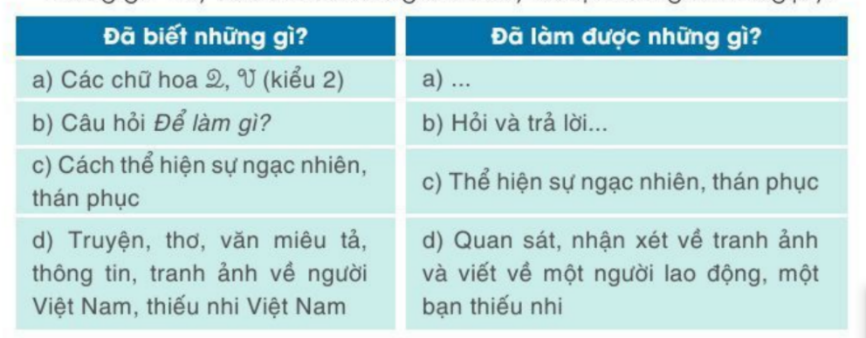 Đã biết những gì?
Đã làm được những gì?
a) Các chữ hoa Q, V (kiểu 2)
a) ...
b) Câu hỏi Để làm gì?
b) Hỏi và trả lời...
c) Cách thể hiện sự ngạc nhiên,
thán phục
c) Thể hiện sự ngạc nhiên, thán phục
d) Truyện, thơ, văn miêu tả,
thông tin, tranh ảnh về người
Việt Nam, thiếu nhi Việt Nam
d) Quan sát, nhận xét về tranh ảnh
và viết về một người lao động, một
bạn thiếu nhi